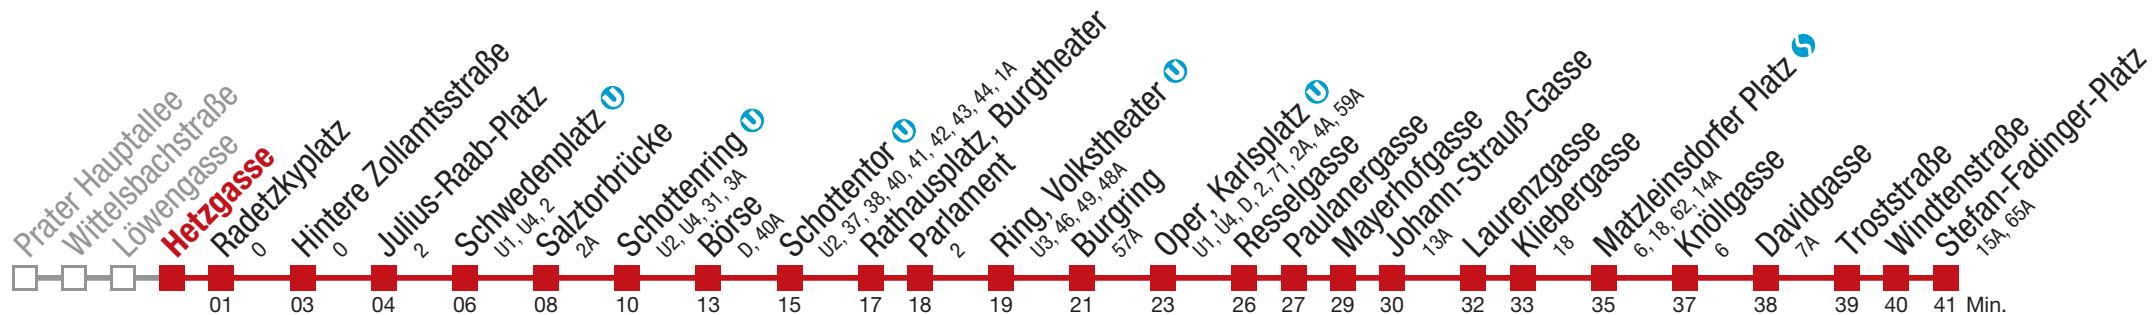 Prater Hauptallee
Wittelsbachstraße
Löwengasse
Hetzgasse
Radetzkyplatz
0
Hintere Zollamtsstraße
0
Julius-Raab-Platz
2
Schwedenplatz U
U1, U4, 2
Salztorbrücke
2A
Schottenring U
U2, U4, 31, 3A
Börse
D, 40A
Schottentor U
U2, 37, 38, 40, 41, 42, 43, 44, 1A
Rathausplatz, Burgtheater
Parlament
2
Ring, Volkstheater U
U3, 46, 49, 48A
Burgring
57A
Oper, Karlsplatz U
U1, U4, D, 2, 71, 2A, 4A, 59A
Resselgasse
Paulanergasse
Mayerhofgasse
Johann-Strauß-Gasse
13A
Laurenzgasse
Kliebergasse
18
Matzleinsdorfer Platz S
6, 18, 62, 14A
Knöllgasse
6
Davidgasse
7A
Troststraße
Windtenstraße
Stefan-Fadinger-Platz
15A, 65A
01 03 04 06 08 10 13 15 17 18 19 21 23 26 27 29 30 32 33 35 37 38 39 40 41 Min.